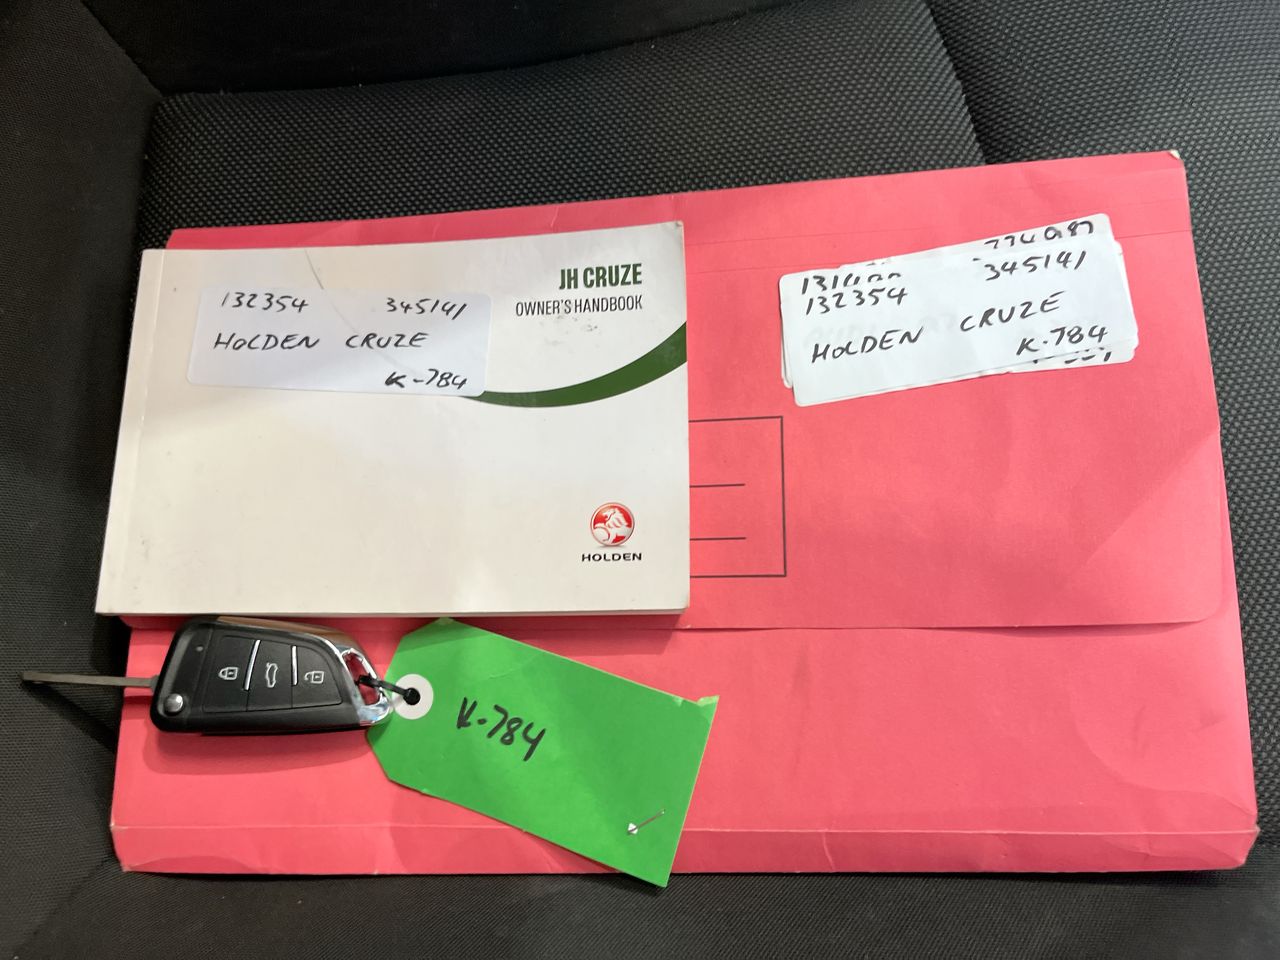 JH CRUZE
OWNER'S HANDBOOK
132354 345141
HOLDEN CRUZE
K-784
HOLDEN
132354 345141
HOLDEN CRUZE
K-784
K-784